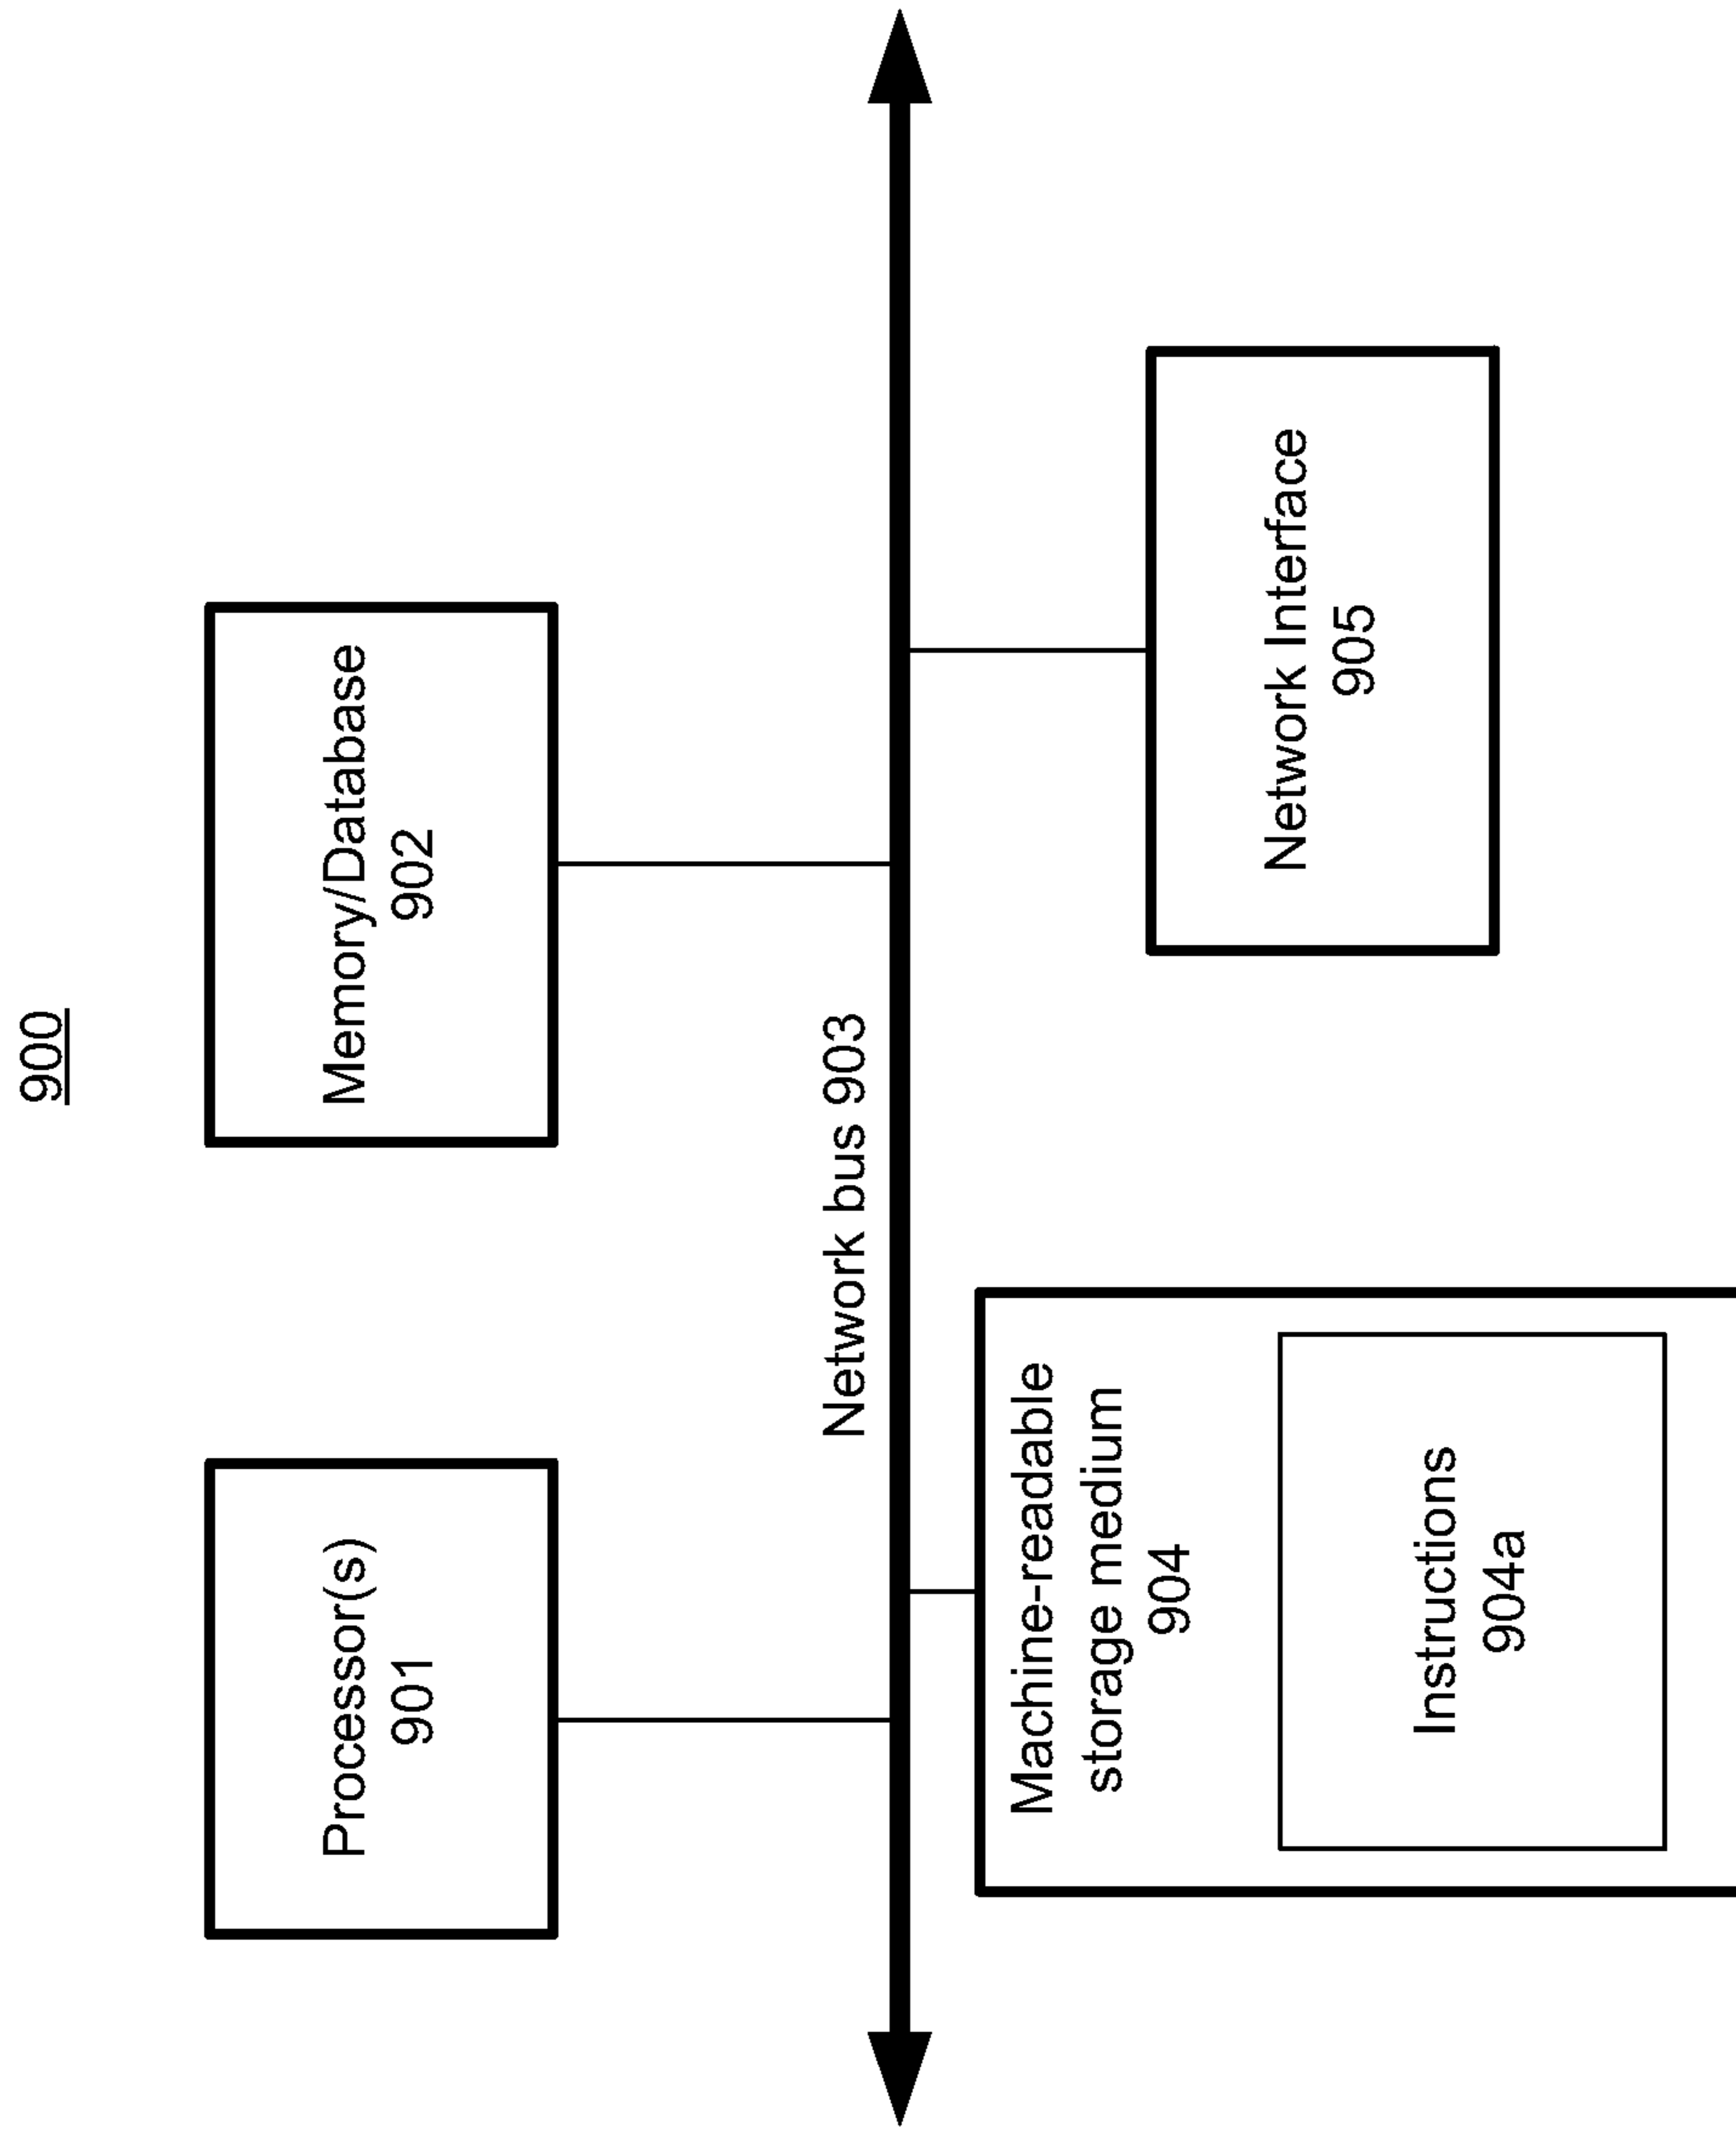 900
Processor(s)
901
Memory/Database
902
Network bus 903
Machine-readable
storage medium
904
Instructions
904a
Network Interface
905